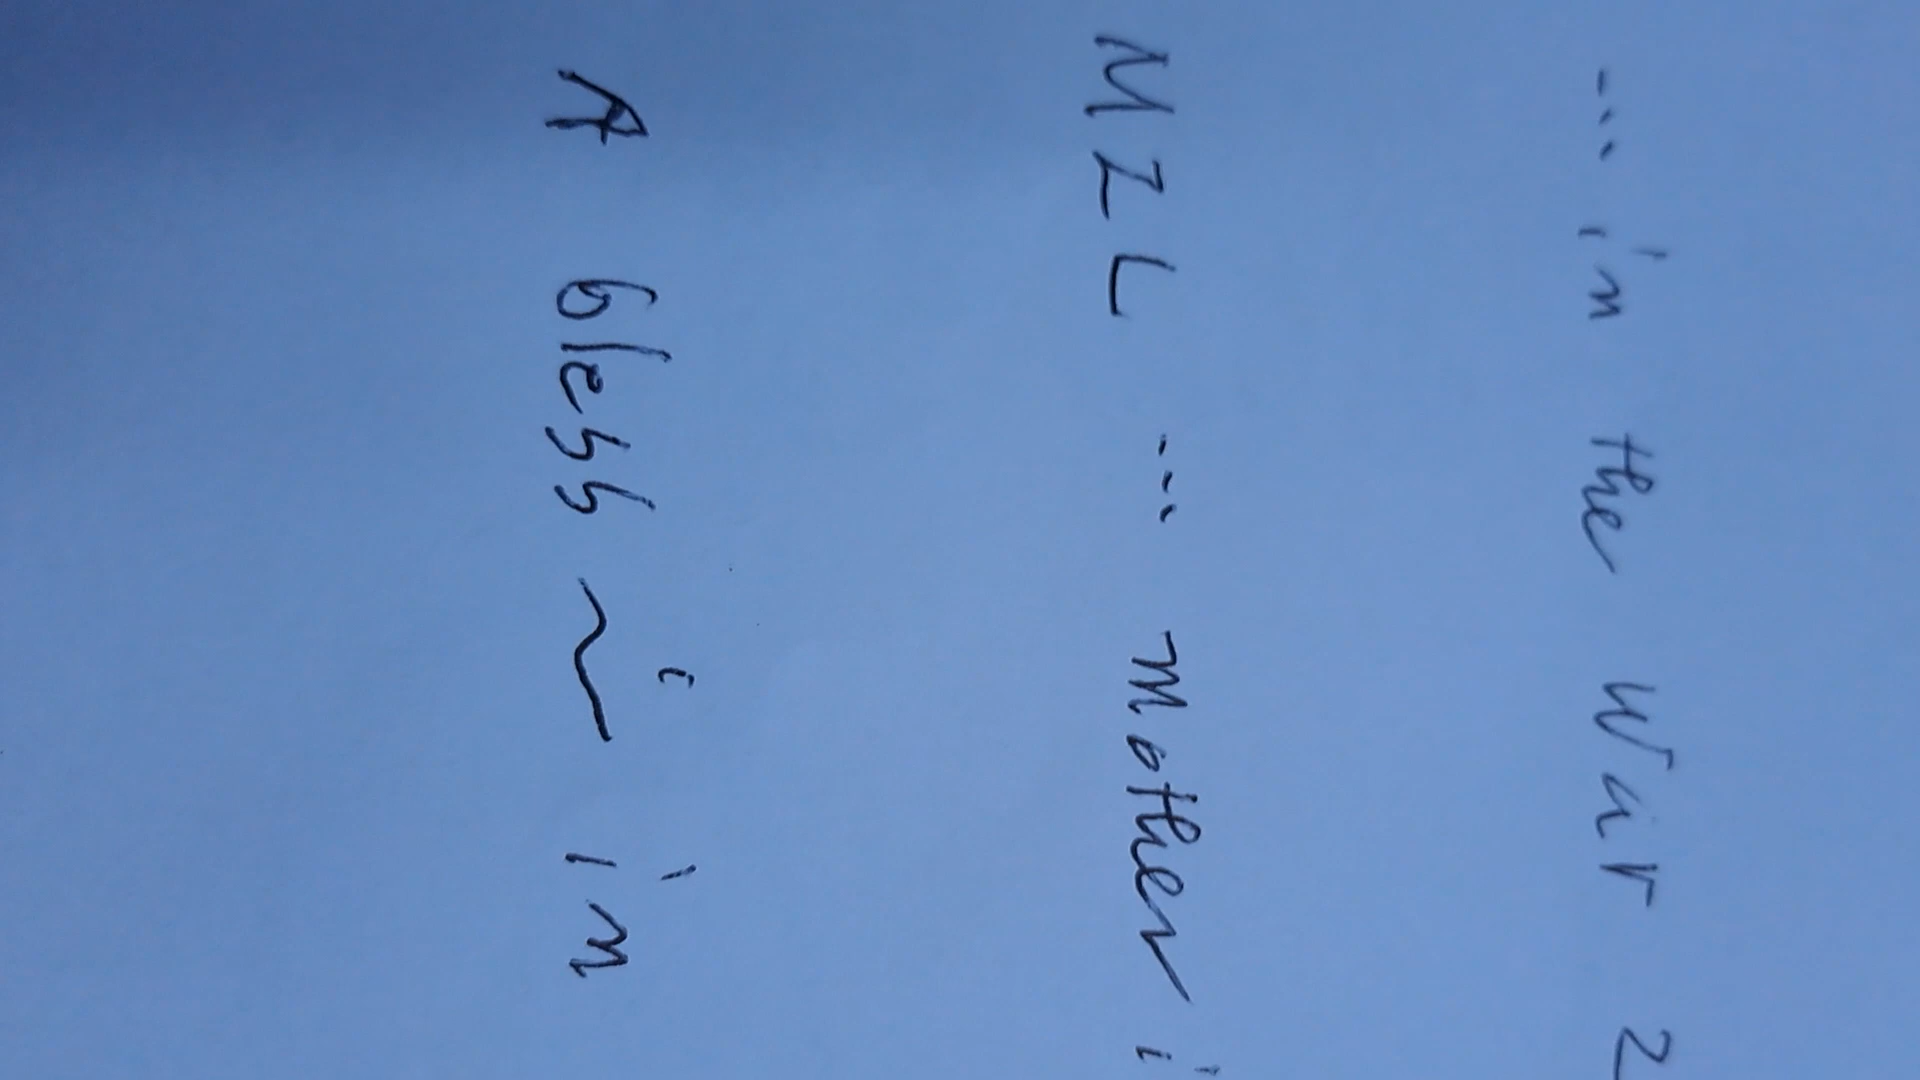 ... in the war 2
MIL ... mother i
A bless in